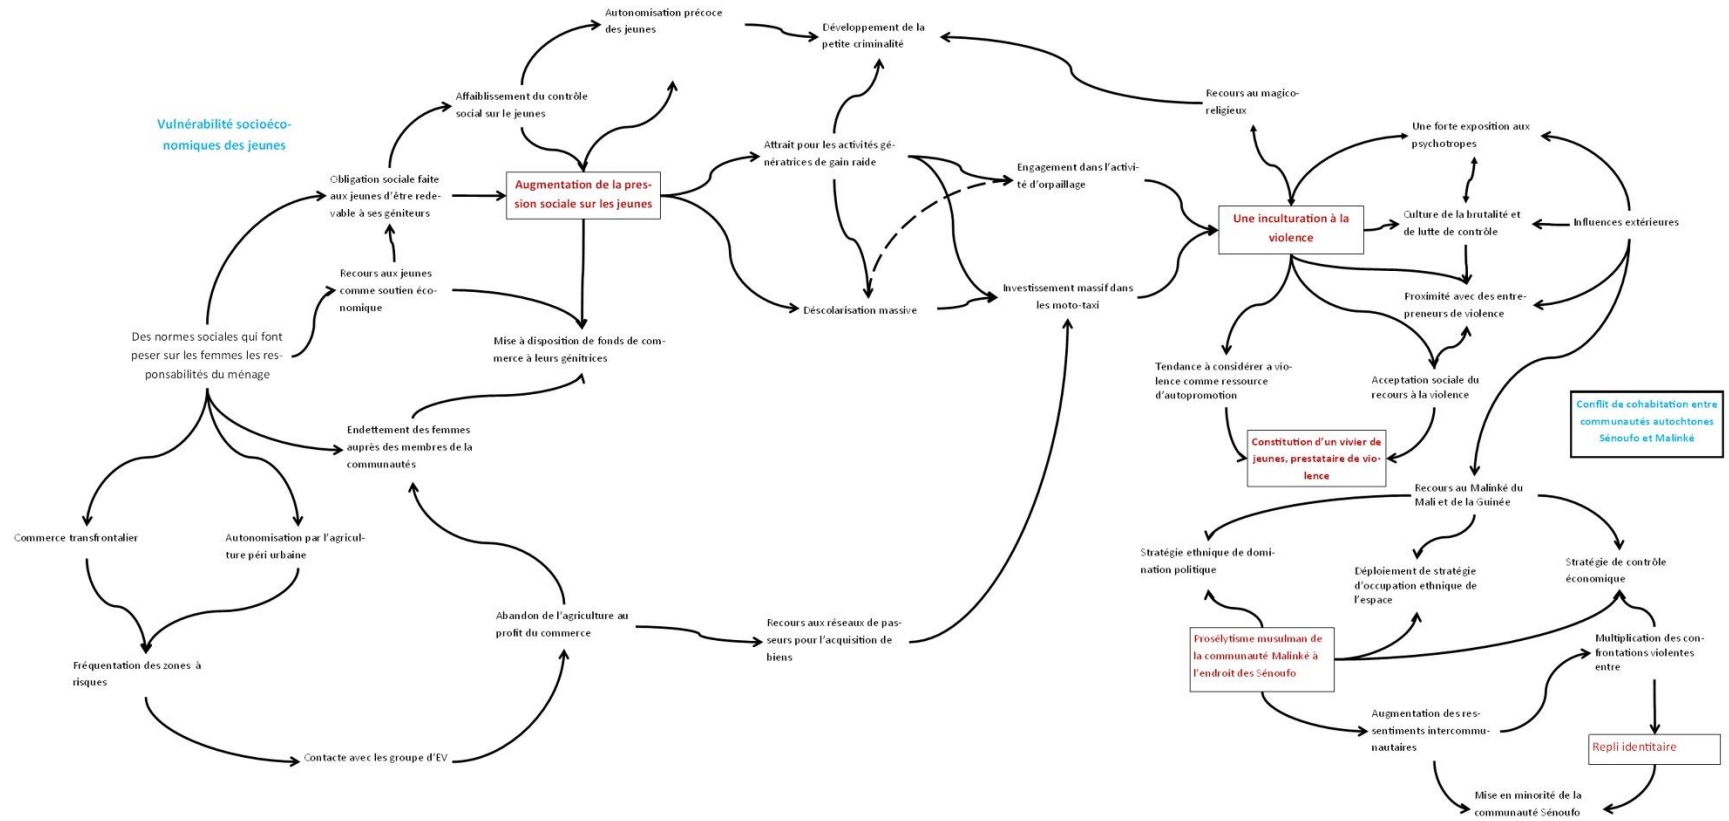 Autonomisation précoce
des jeunes
Développement de la
petite criminalité
Affaiblissement du contrôle
social sur le jeunes
Recours au magico-
religieux
Vulnérabilité socioéco-
nomiques des jeunes
Une forte exposition aux
psychotropes
Attrait pour les activités gé-
nératrices de gain raide
Engagement dans l'activi-
té d'orpaillage
Obligation sociale faite
aux jeunes d'être rede-
vable à ses géniteurs
Augmentation de la pres-
sion sociale sur les jeunes
Une inculturation à la
violence
Culture de la brutalité et
de lutte de contrôle
Influences extérieures
Recours aux jeunes
comme soutien éco-
nomique
Déscolarisation massive
Investissement massif dans
les moto-taxi
Proximité avec des entre-
preneurs de violence
Des normes sociales qui font
peser sur les femmes les res-
ponsabilités du ménage
Mise à disposition de fonds de com-
merce à leurs génitrices
Tendance à considérer a vio-
lence comme ressource
d'autopromotion
Acceptation sociale du
recours à la violence
Conflit de cohabitation entre
communautés autochtones
Sénoufo et Malinké
Endettement des femmes
auprès des membres de la
communautés
Constitution d'un vivier de
jeunes, prestataire de vio-
lence
Recours au Malinké du
Mali et de la Guinée
Commerce transfrontalier
Autonomisation par l'agricul-
ture péri urbaine
Stratégie ethnique de domi-
nation politique
Déploiement de stratégie
d'occupation ethnique de
l'espace
Stratégie de contrôle
économique
Abandon de l'agriculture au
profit du commerce
Recours aux réseaux de pas-
seurs pour l'acquisition de
biens
Prosélytisme musulman de
la communauté Malinké à
l'endroit des Sénoufo
Multiplication des con-
frontations violentes
entre
Fréquentation des zones à
risques
Augmentation des res-
sentiments intercommu-
nautaires
Contacte avec les groupe d'EV
Repli identitaire
Mise en minorité de la
communauté Sénoufo